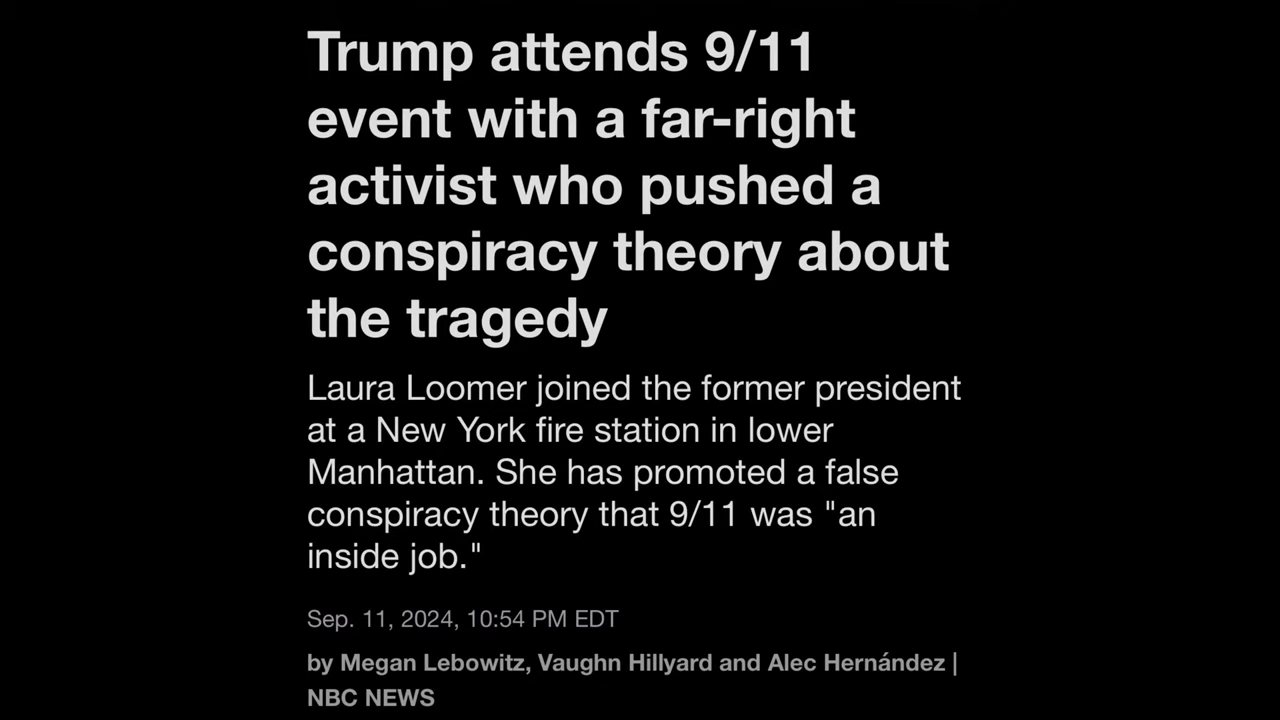 Trump attends 9/11
event with a far-right
activist who pushed a
conspiracy theory about
the tragedy
Laura Loomer joined the former president
at a New York fire station in lower
Manhattan. She has promoted a false
conspiracy theory that 9/11 was "an
inside job."
Sep. 11, 2024, 10:54 PM EDT
by Megan Lebowitz, Vaughn Hillyard and Alec Hernández |
NBC NEWS